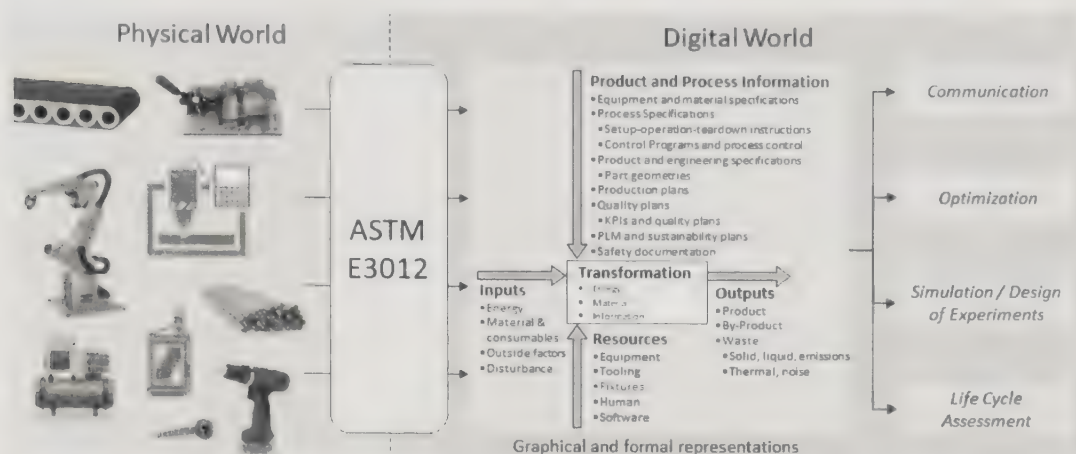 Physical World
Digital World
ASTM
E3012
Product and Process Information
•Equipment and material specifications
•Process Specifications
•Setup-operation-teardown instructions
•Control Programs and process control
•Product and engineering specifications
•Part geometries
•Production plans
•Quality plans
•KPIs and quality plans
•PLM and sustainability plans
•Safety documentation
Inputs
•Energy
•Material &
consumables
•Outside factors
•Disturbance
Transformation
• Energy
• Material
• Information
Outputs
•Product
•By-Product
•Waste
•Solid, liquid, emissions
•Thermal, noise
Resources
•Equipment
•Tooling
•Fixtures
•Human
•Software
Graphical and formal representations
Communication
Optimization
Simulation / Design
of Experiments
Life Cycle
Assessment